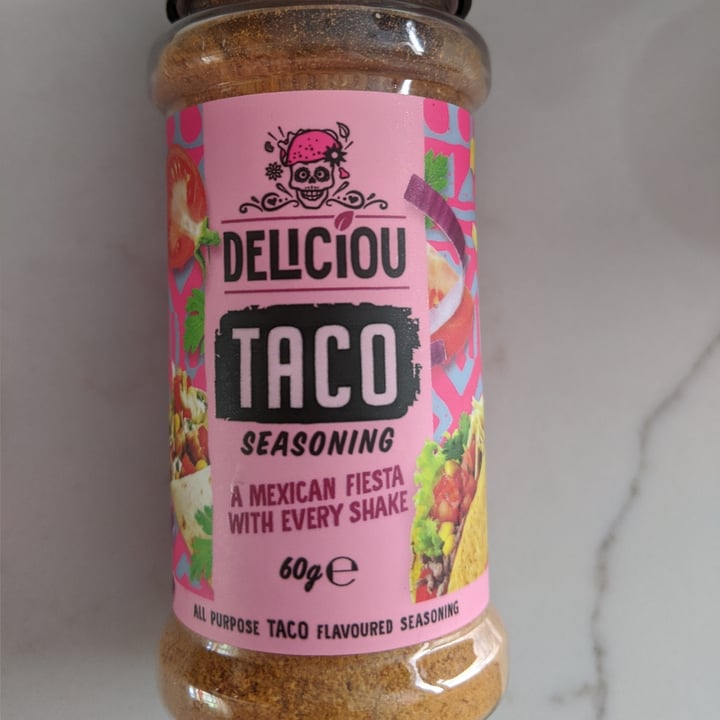 DELICIOU
TACO
SEASONING
A MEXICAN FIESTA
WITH EVERY SHAKE
60g℮
ALL PURPOSE TACO FLAVOURED SEASONING